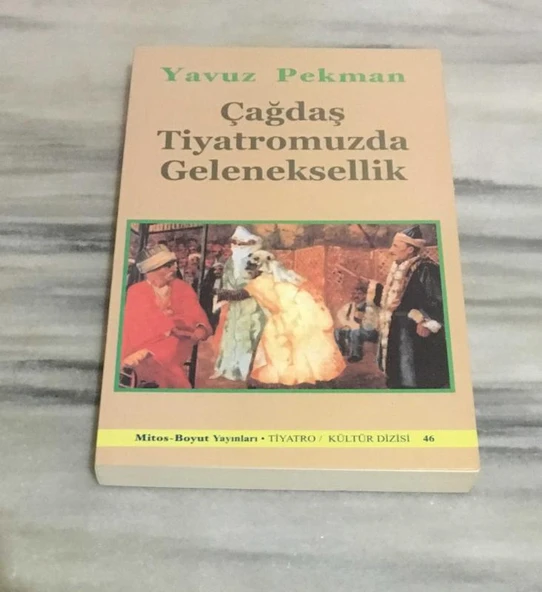 Yavuz Pekman
Çağdaş
Tiyatromuzda
Geleneksellik
Mitos-Boyut Yayınları • TİYATRO / KÜLTÜR DİZİSİ 46